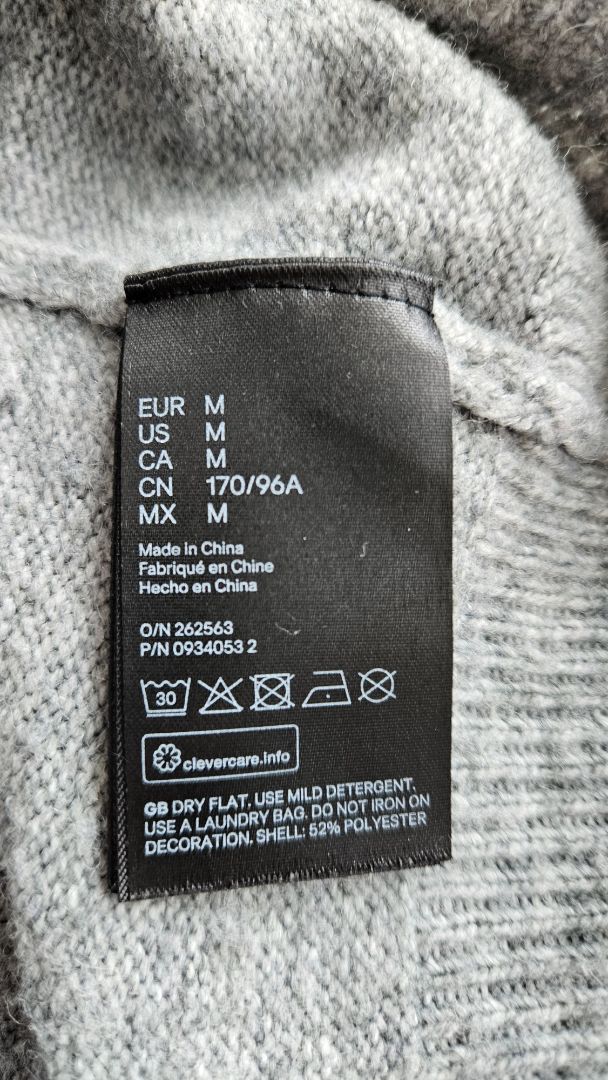 EUR M
US M
CA M
CN 170/96A
MX M
Made in China
Fabriqué en Chine
Hecho en China
O/N 262563
P/N 0934053 2
30
clevercare.info
GB DRY FLAT. USE MILD DETERGENT.
USE A LAUNDRY BAG. DO NOT IRON ON
DECORATION. SHELL: 52% POLYESTER